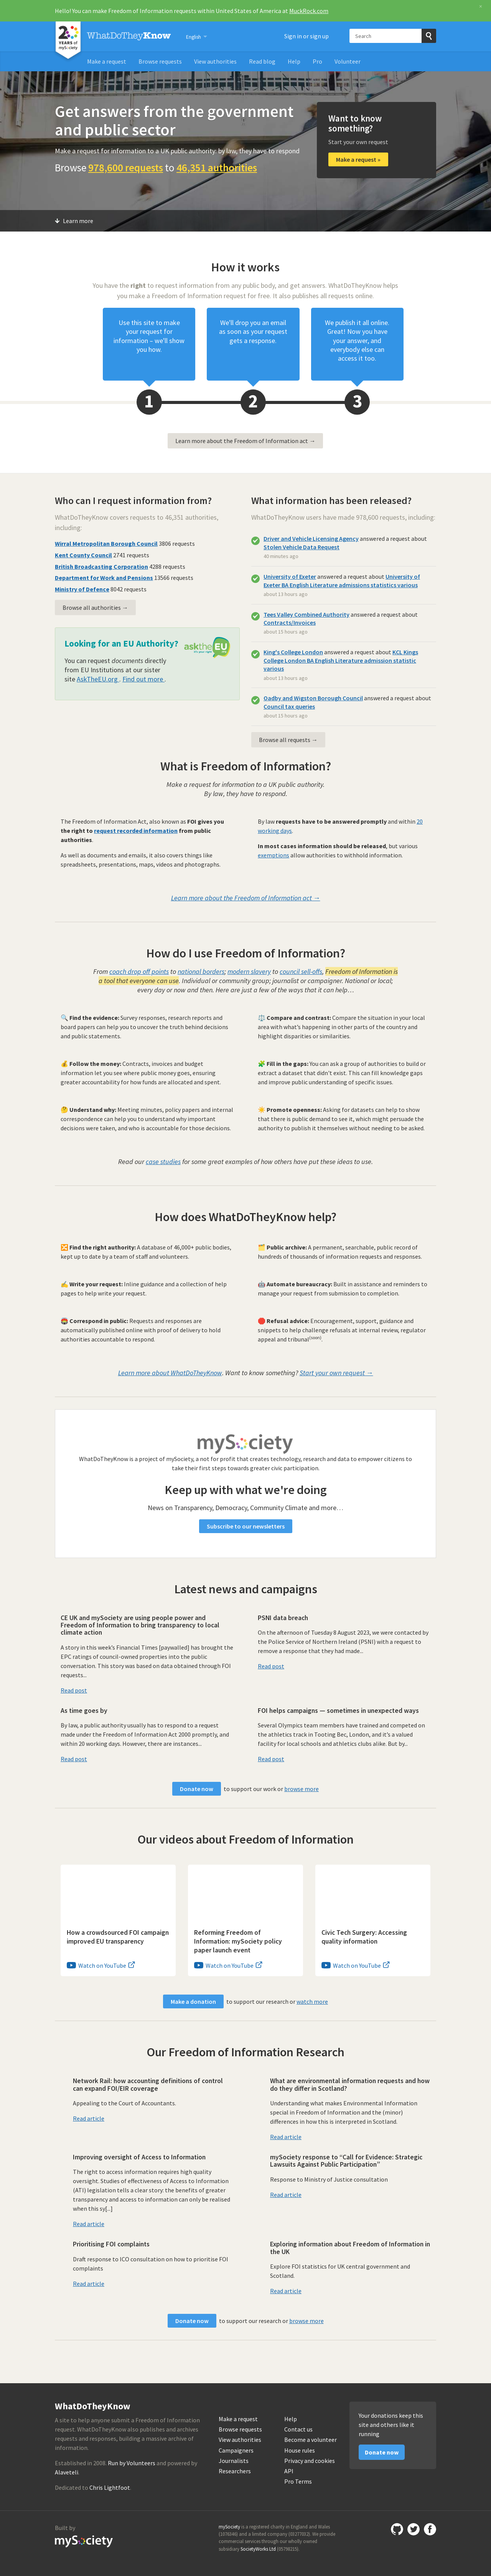 Hello! You can make Freedom of Information requests within United States of America at MuckRock.com
×
20 YEARS of mySociety
WhatDoTheyKnow
English
Sign in or sign up
Search
Make a request
Browse requests
View authorities
Read blog
Help
Pro
Volunteer
Get answers from the government
and public sector
Make a request for information to a UK public authority: by law, they have to respond
Browse 978,600 requests to 46,351 authorities
Want to know
something?
Start your own request
Make a request »
Learn more
How it works
You have the right to request information from any public body, and get answers. WhatDoTheyKnow helps
you make a Freedom of Information request for free. It also publishes all requests online.
Use this site to make
your request for
information – we'll show
you how.
We'll drop you an email
as soon as your request
gets a response.
We publish it all online.
Great! Now you have
your answer, and
everybody else can
access it too.
1
2
3
Learn more about the Freedom of Information act →
Who can I request information from?
WhatDoTheyKnow covers requests to 46,351 authorities,
including:
Wirral Metropolitan Borough Council 3806 requests
Kent County Council 2741 requests
British Broadcasting Corporation 4288 requests
Department for Work and Pensions 13566 requests
Ministry of Defence 8042 requests
Browse all authorities →
Looking for an EU Authority?
asktheEU
You can request documents directly
from EU Institutions at our sister
site AskTheEU.org . Find out more .
What information has been released?
WhatDoTheyKnow users have made 978,600 requests, including:
Driver and Vehicle Licensing Agency answered a request about
Stolen Vehicle Data Request
40 minutes ago
University of Exeter answered a request about University of
Exeter BA English Literature admissions statistics various
about 13 hours ago
Tees Valley Combined Authority answered a request about
Contracts/Invoices
about 15 hours ago
King's College London answered a request about KCL Kings
College London BA English Literature admission statistic
various
about 13 hours ago
Oadby and Wigston Borough Council answered a request about
Council tax queries
about 15 hours ago
Browse all requests →
What is Freedom of Information?
Make a request for information to a UK public authority.
By law, they have to respond.
The Freedom of Information Act, also known as FOI gives you
the right to request recorded information from public
authorities.
As well as documents and emails, it also covers things like
spreadsheets, presentations, maps, videos and photographs.
By law requests have to be answered promptly and within 20
working days.
In most cases information should be released, but various
exemptions allow authorities to withhold information.
Learn more about the Freedom of Information act →
How do I use Freedom of Information?
From coach drop off points to national borders; modern slavery to council sell-offs, Freedom of Information is
a tool that everyone can use. Individual or community group; journalist or campaigner. National or local;
every day or now and then. Here are just a few of the ways that it can help…
🔍 Find the evidence: Survey responses, research reports and
board papers can help you to uncover the truth behind decisions
and public statements.
⚖️ Compare and contrast: Compare the situation in your local
area with what's happening in other parts of the country and
highlight disparities or similarities.
💰 Follow the money: Contracts, invoices and budget
information let you see where public money goes, ensuring
greater accountability for how funds are allocated and spent.
🧩 Fill in the gaps: You can ask a group of authorities to build or
extract a dataset that didn't exist. This can fill knowledge gaps
and improve public understanding of specific issues.
🤔 Understand why: Meeting minutes, policy papers and internal
correspondence can help you to understand why important
decisions were taken, and who is accountable for those decisions.
☀️ Promote openness: Asking for datasets can help to show
that there is public demand to see it, which might persuade the
authority to publish it themselves without needing to be asked.
Read our case studies for some great examples of how others have put these ideas to use.
How does WhatDoTheyKnow help?
🔀 Find the right authority: A database of 46,000+ public bodies,
kept up to date by a team of staff and volunteers.
🗂️ Public archive: A permanent, searchable, public record of
hundreds of thousands of information requests and responses.
✍️ Write your request: Inline guidance and a collection of help
pages to help write your request.
🤖 Automate bureaucracy: Built in assistance and reminders to
manage your request from submission to completion.
📮 Correspond in public: Requests and responses are
automatically published online with proof of delivery to hold
authorities accountable to respond.
🛑 Refusal advice: Encouragement, support, guidance and
snippets to help challenge refusals at internal review, regulator
appeal and tribunal(soon!).
Learn more about WhatDoTheyKnow. Want to know something? Start your own request →
mySociety
WhatDoTheyKnow is a project of mySociety, a not for profit that creates technology, research and data to empower citizens to
take their first steps towards greater civic participation.
Keep up with what we're doing
News on Transparency, Democracy, Community Climate and more…
Subscribe to our newsletters
Latest news and campaigns
CE UK and mySociety are using people power and
Freedom of Information to bring transparency to local
climate action
A story in this week's Financial Times [paywalled] has brought the
EPC ratings of council-owned properties into the public
conversation. This story was based on data obtained through FOI
requests...
Read post
PSNI data breach
On the afternoon of Tuesday 8 August 2023, we were contacted by
the Police Service of Northern Ireland (PSNI) with a request to
remove a response that they had made...
Read post
As time goes by
By law, a public authority usually has to respond to a request
made under the Freedom of Information Act 2000 promptly, and
within 20 working days. However, there are instances...
Read post
FOI helps campaigns — sometimes in unexpected ways
Several Olympics team members have trained and competed on
the athletics track in Tooting Bec, London, and it's a valued
facility for local schools and athletics clubs alike. But by...
Read post
Donate now to support our work or browse more
Our videos about Freedom of Information
How a crowdsourced FOI campaign
improved EU transparency
Watch on YouTube
Reforming Freedom of
Information: mySociety policy
paper launch event
Watch on YouTube
Civic Tech Surgery: Accessing
quality information
Watch on YouTube
Make a donation to support our research or watch more
Our Freedom of Information Research
Network Rail: how accounting definitions of control
can expand FOI/EIR coverage
Appealing to the Court of Accountants.
Read article
What are environmental information requests and how
do they differ in Scotland?
Understanding what makes Environmental Information
special in Freedom of Information and the (minor)
differences in how this is interpreted in Scotland.
Read article
Improving oversight of Access to Information
The right to access information requires high quality
oversight. Studies of effectiveness of Access to Information
(ATI) legislation tells a clear story: the benefits of greater
transparency and access to information can only be realised
when this sy[...]
Read article
mySociety response to “Call for Evidence: Strategic
Lawsuits Against Public Participation”
Response to Ministry of Justice consultation
Read article
Prioritising FOI complaints
Draft response to ICO consultation on how to prioritise FOI
complaints
Read article
Exploring information about Freedom of Information in
the UK
Explore FOI statistics for UK central government and
Scotland.
Read article
Donate now to support our research or browse more
WhatDoTheyKnow
A site to help anyone submit a Freedom of Information
request. WhatDoTheyKnow also publishes and archives
requests and responses, building a massive archive of
information.
Established in 2008. Run by Volunteers and powered by
Alaveteli.
Dedicated to Chris Lightfoot.
Make a request
Browse requests
View authorities
Campaigners
Journalists
Researchers
Help
Contact us
Become a volunteer
House rules
Privacy and cookies
API
Pro Terms
Your donations keep this
site and others like it
running
Donate now
Built by
mySociety
mySociety is a registered charity in England and Wales
(1076346) and a limited company (03277032). We provide
commercial services through our wholly owned
subsidiary SocietyWorks Ltd (05798215).